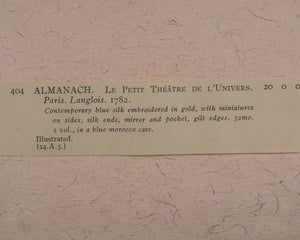 404 ALMANACH. LE PETIT THÉÂTRE DE L'UNIVERS. 20 0 0
Paris. Langlois. 1782.
Contemporary blue silk embroidered in gold, with miniatures
on sides, silk ends, mirror and pocket, gilt edges. 32mo.
1 vol., in a blue morocco case.
Illustrated.
(24.A.3.)